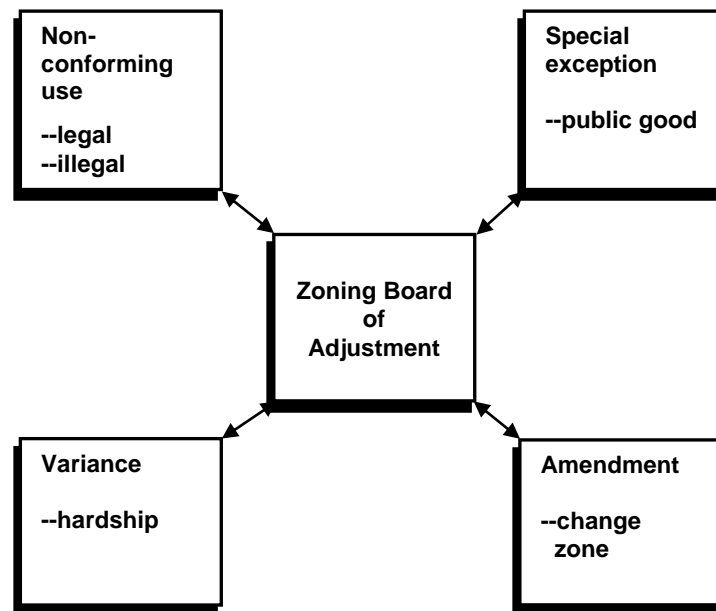 Non-
conforming
use
--legal
--illegal
Special
exception
--public good
Zoning Board
of
Adjustment
Variance
--hardship
Amendment
--change
zone